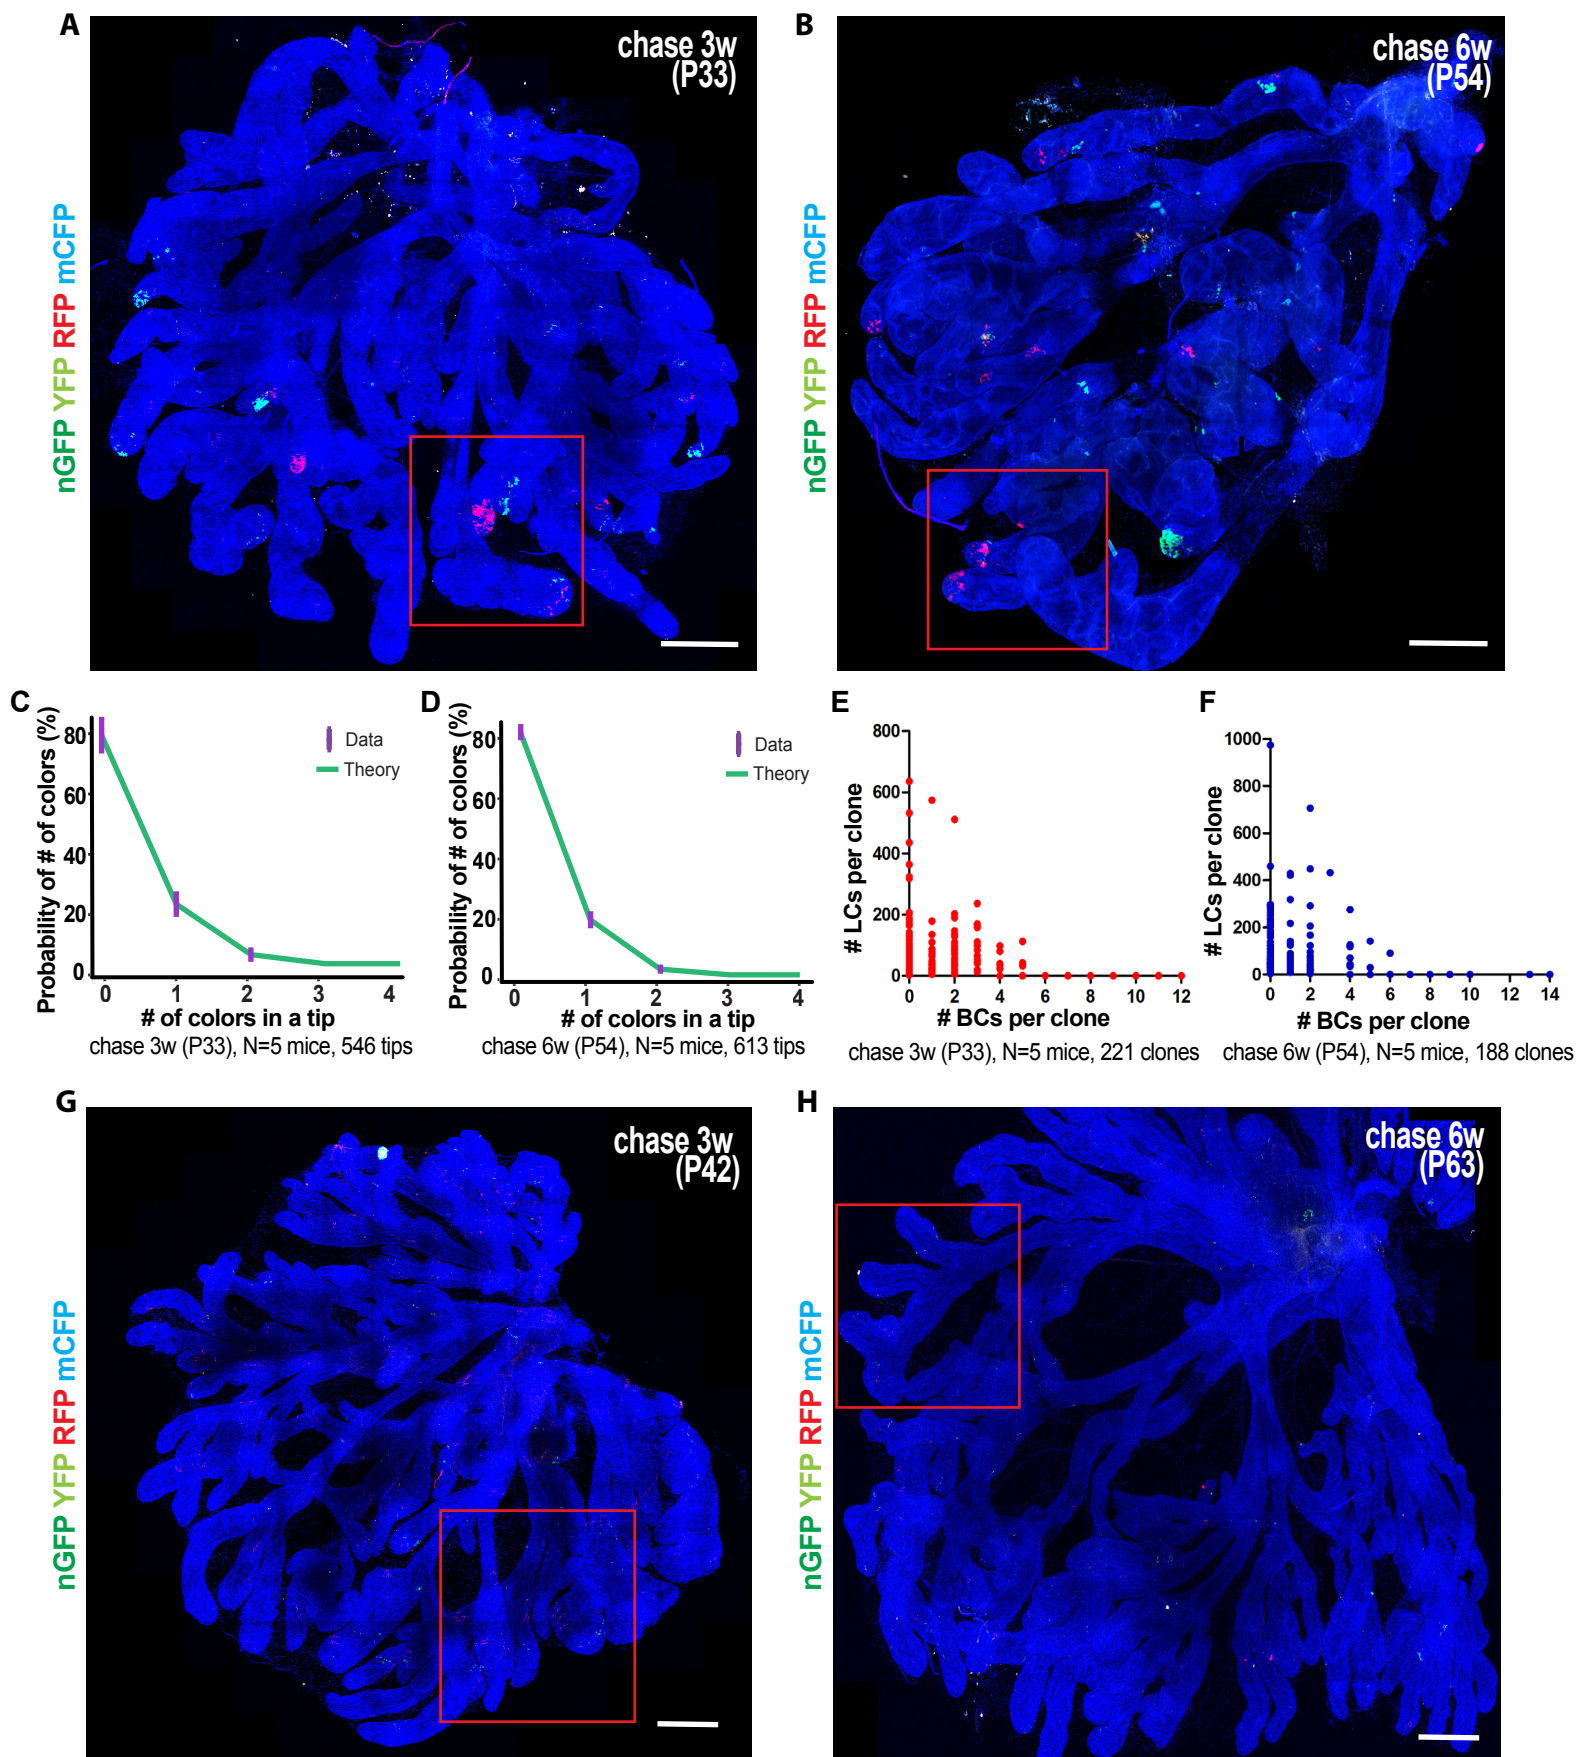 A
chase 3w
(P33)
nGFP YFP RFP mCFP
B
chase 6w
(P54)
nGFP YFP RFP mCFP
C
Probability of # of colors (%)
80
60
40
20
0
0 1 2 3 4
Data
Theory
# of colors in a tip
chase 3w (P33), N=5 mice, 546 tips
D
Probability of # of colors (%)
80
60
40
20
0
0 1 2 3 4
Data
Theory
# of colors in a tip
chase 6w (P54), N=5 mice, 613 tips
E
# LCs per clone
800
600
400
200
0
0 2 4 6 8 10 12
# BCs per clone
chase 3w (P33), N=5 mice, 221 clones
F
# LCs per clone
1000
800
600
400
200
0
0 2 4 6 8 10 12 14
# BCs per clone
chase 6w (P54), N=5 mice, 188 clones
G
chase 3w
(P42)
nGFP YFP RFP mCFP
H
chase 6w
(P63)
nGFP YFP RFP mCFP